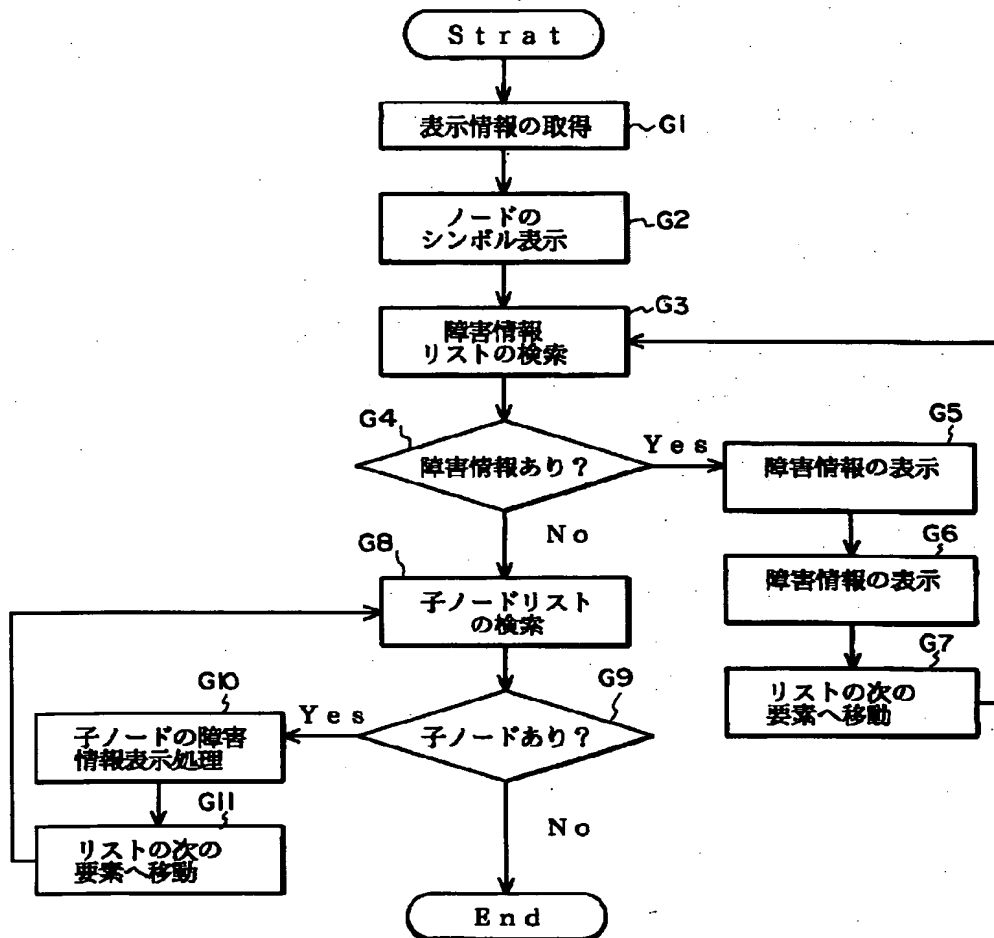 Strat
表示情報の取得
G1
ノードの
シンボル表示
G2
G3
障害情報
リストの検索
G4
障害情報あり?
Yes
G5
障害情報の表示
No
G6
障害情報の表示
G7
リストの次の
要素へ移動
G8
子ノードリスト
の検索
G9
子ノードあり?
Yes
G10
子ノードの障害
情報表示処理
G11
リストの次の
要素へ移動
No
End